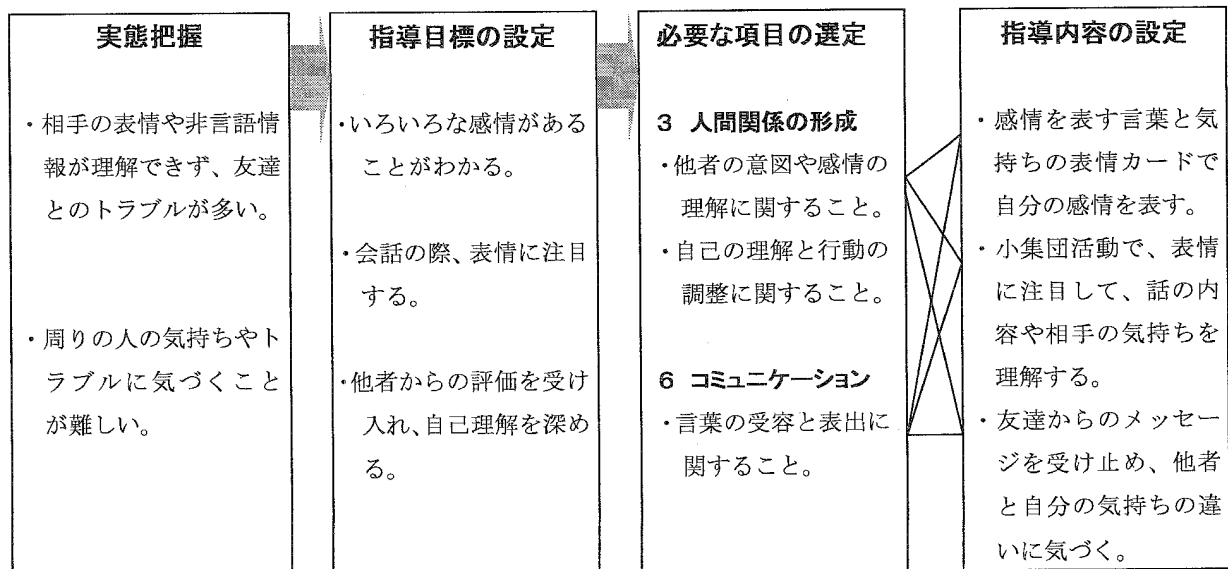 実態把握
・相手の表情や非言語情
報が理解できず、友達
とのトラブルが多い。
・周りの人の気持ちやト
ラブルに気づくこと
が難しい。
指導目標の設定
・いろいろな感情がある
ことがわかる。
・会話の際、表情に注目
する。
・他者からの評価を受け
入れ、自己理解を深め
る。
必要な項目の選定
3 人間関係の形成
・他者の意図や感情の
理解に関すること。
・自己の理解と行動の
調整に関すること。
6 コミュニケーション
・言葉の受容と表出に
関すること。
指導内容の設定
・感情を表す言葉と気
持ちの表情カードで
自分の感情を表す。
・小集団活動で、表情
に注目して、話の内
容や相手の気持ちを
理解する。
・友達からのメッセー
ジを受け止め、他者
と自分の気持ちの違
いに気づく。